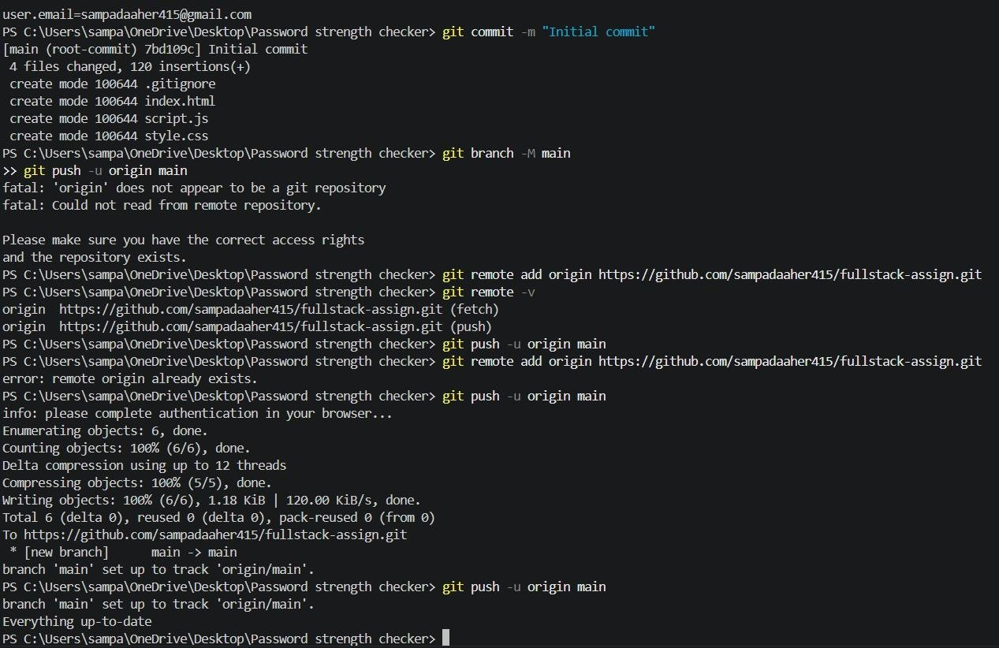 user.email=sampadaaher415@gmail.com
PS C:\Users\sampa\OneDrive\Desktop\Password strength checker> git commit -m "Initial commit"
[main (root-commit) 7bd109c] Initial commit
 4 files changed, 120 insertions(+)
 create mode 100644 .gitignore
 create mode 100644 index.html
 create mode 100644 script.js
 create mode 100644 style.css
PS C:\Users\sampa\OneDrive\Desktop\Password strength checker> git branch -M main
>> git push -u origin main
fatal: 'origin' does not appear to be a git repository
fatal: Could not read from remote repository.

Please make sure you have the correct access rights
and the repository exists.
PS C:\Users\sampa\OneDrive\Desktop\Password strength checker> git remote add origin https://github.com/sampadaaher415/fullstack-assign.git
PS C:\Users\sampa\OneDrive\Desktop\Password strength checker> git remote -v
origin  https://github.com/sampadaaher415/fullstack-assign.git (fetch)
origin  https://github.com/sampadaaher415/fullstack-assign.git (push)
PS C:\Users\sampa\OneDrive\Desktop\Password strength checker> git push -u origin main
PS C:\Users\sampa\OneDrive\Desktop\Password strength checker> git remote add origin https://github.com/sampadaaher415/fullstack-assign.git
error: remote origin already exists.
PS C:\Users\sampa\OneDrive\Desktop\Password strength checker> git push -u origin main
info: please complete authentication in your browser...
Enumerating objects: 6, done.
Counting objects: 100% (6/6), done.
Delta compression using up to 12 threads
Compressing objects: 100% (5/5), done.
Writing objects: 100% (6/6), 1.18 KiB | 120.00 KiB/s, done.
Total 6 (delta 0), reused 0 (delta 0), pack-reused 0 (from 0)
To https://github.com/sampadaaher415/fullstack-assign.git
 * [new branch]      main -> main
branch 'main' set up to track 'origin/main'.
PS C:\Users\sampa\OneDrive\Desktop\Password strength checker> git push -u origin main
branch 'main' set up to track 'origin/main'.
Everything up-to-date
PS C:\Users\sampa\OneDrive\Desktop\Password strength checker>